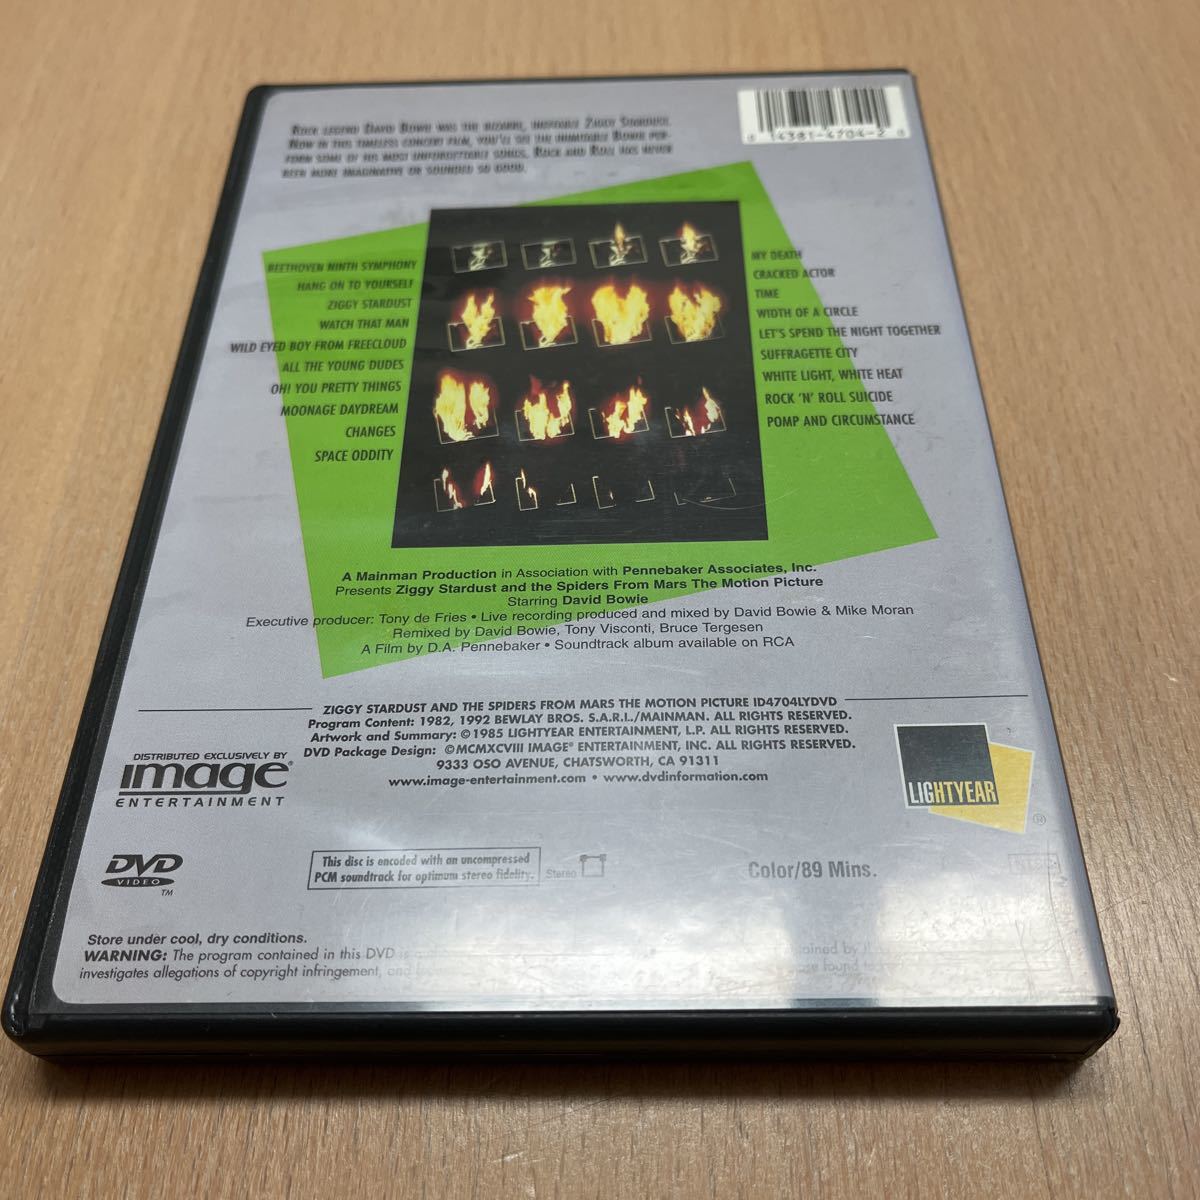 ROCK LEGEND DAVID BOWIE WAS THE BIZARRE, INIMITABLE ZIGGY STARDUST.
NOW IN THIS TIMELESS CONCERT FILM, YOU'LL SEE THE INIMITABLE BOWIE PER-
FORM SOME OF HIS MOST UNFORGETTABLE SONGS. ROCK AND ROLL HAS NEVER
BEEN MORE IMAGINATIVE OR SOUNDED SO GOOD.
0 14381-4704-2 8
BEETHOVEN NINTH SYMPHONY
HANG ON TO YOURSELF
ZIGGY STARDUST
WATCH THAT MAN
WILD EYED BOY FROM FREECLOUD
ALL THE YOUNG DUDES
OH! YOU PRETTY THINGS
MOONAGE DAYDREAM
CHANGES
SPACE ODDITY
MY DEATH
CRACKED ACTOR
TIME
WIDTH OF A CIRCLE
LET'S SPEND THE NIGHT TOGETHER
SUFFRAGETTE CITY
WHITE LIGHT, WHITE HEAT
ROCK 'N' ROLL SUICIDE
POMP AND CIRCUMSTANCE
A Mainman Production in Association with Pennebaker Associates, Inc.
Presents Ziggy Stardust and the Spiders From Mars The Motion Picture
Starring David Bowie
Executive producer: Tony de Fries • Live recording produced and mixed by David Bowie & Mike Moran
Remixed by David Bowie, Tony Visconti, Bruce Tergesen
A Film by D.A. Pennebaker • Soundtrack album available on RCA
ZIGGY STARDUST AND THE SPIDERS FROM MARS THE MOTION PICTURE ID4704LYDVD
Program Content: 1982, 1992 BEWLAY BROS. S.A.R.L./MAINMAN. ALL RIGHTS RESERVED.
Artwork and Summary: ©1985 LIGHTYEAR ENTERTAINMENT, L.P. ALL RIGHTS RESERVED.
DVD Package Design: ©MCMXCVIII IMAGE® ENTERTAINMENT, INC. ALL RIGHTS RESERVED.
9333 OSO AVENUE, CHATSWORTH, CA 91311
www.image-entertainment.com • www.dvdinformation.com
DISTRIBUTED EXCLUSIVELY BY
image®
ENTERTAINMENT
LIGHTYEAR
®
DVD
VIDEO
TM
This disc is encoded with an uncompressed
PCM soundtrack for optimum stereo fidelity.
Stereo
Color/89 Mins.
Store under cool, dry conditions.
WARNING: The program contained in this DVD is
investigates allegations of copyright infringement, and